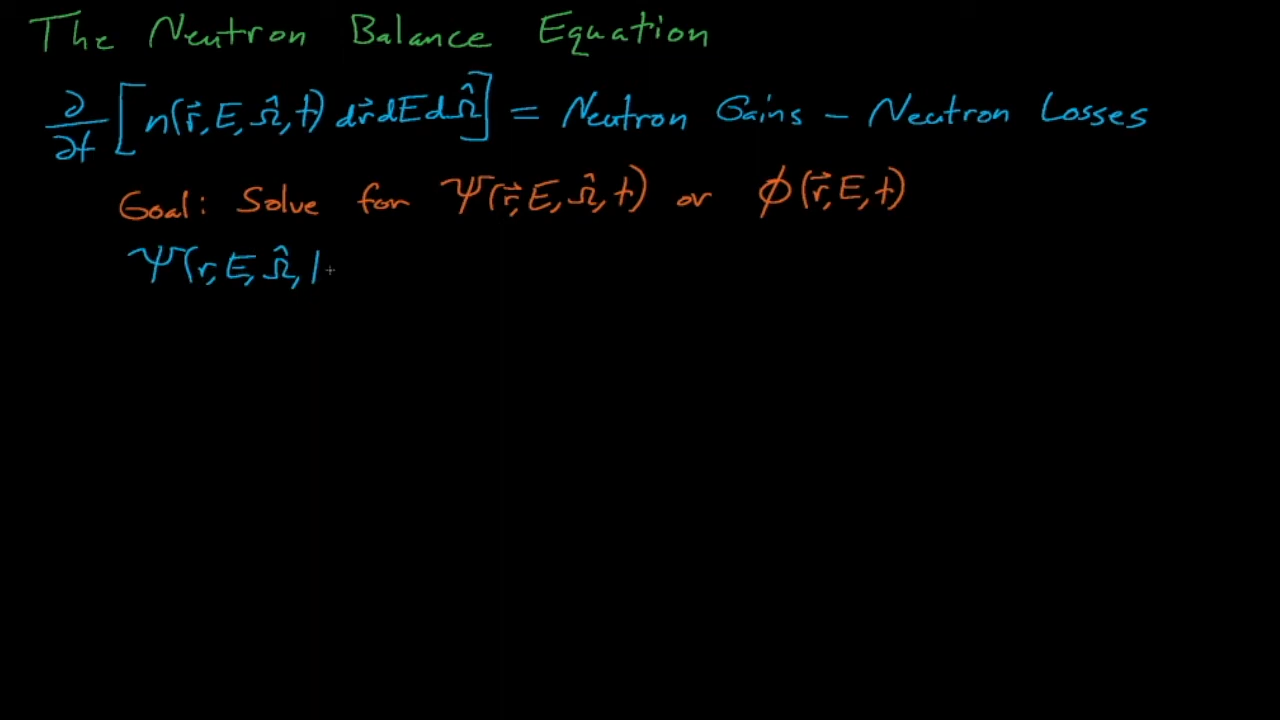 The Neutron Balance Equation
∂/∂t [n(r⃗, E, Ω̂, t) dr⃗dEdΩ̂] = Neutron Gains - Neutron Losses
Goal: Solve for Ψ(r⃗, E, Ω̂, t) or ϕ(r⃗, E, t)
Ψ(r, E, Ω̂, |